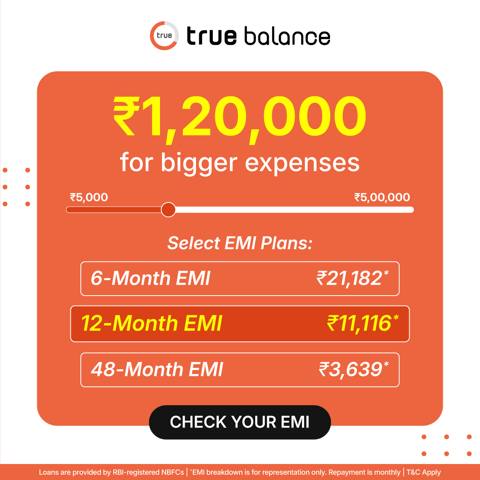 true true balance
₹1,20,000
for bigger expenses
₹5,000 ₹5,00,000
Select EMI Plans:
6-Month EMI ₹21,182*
12-Month EMI ₹11,116*
48-Month EMI ₹3,639*
CHECK YOUR EMI
Loans are provided by RBI-registered NBFCs | *EMI breakdown is for representation only. Repayment is monthly | T&C Apply